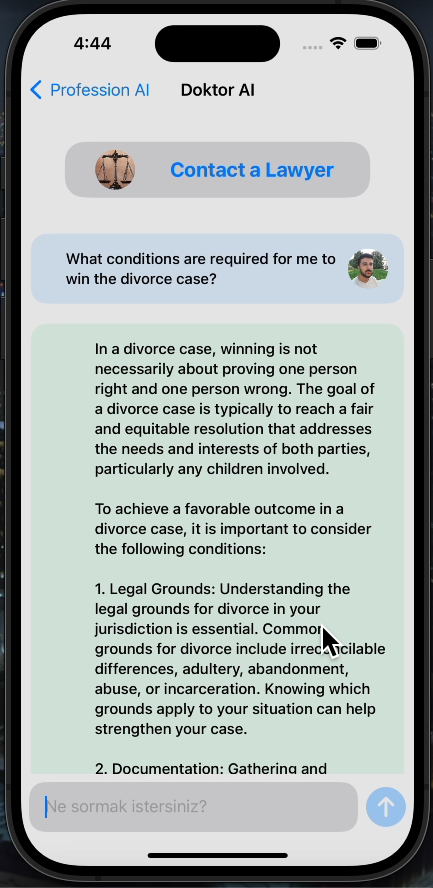 4:44
Profession AI
Doktor AI
Contact a Lawyer
What conditions are required for me to
win the divorce case?
In a divorce case, winning is not
necessarily about proving one person
right and one person wrong. The goal of
a divorce case is typically to reach a fair
and equitable resolution that addresses
the needs and interests of both parties,
particularly any children involved.
To achieve a favorable outcome in a
divorce case, it is important to consider
the following conditions:
1. Legal Grounds: Understanding the
legal grounds for divorce in your
jurisdiction is essential. Common
grounds for divorce include irreconcilable
differences, adultery, abandonment,
abuse, or incarceration. Knowing which
grounds apply to your situation can help
strengthen your case.
2. Documentation: Gathering and
Ne sormak istersiniz?